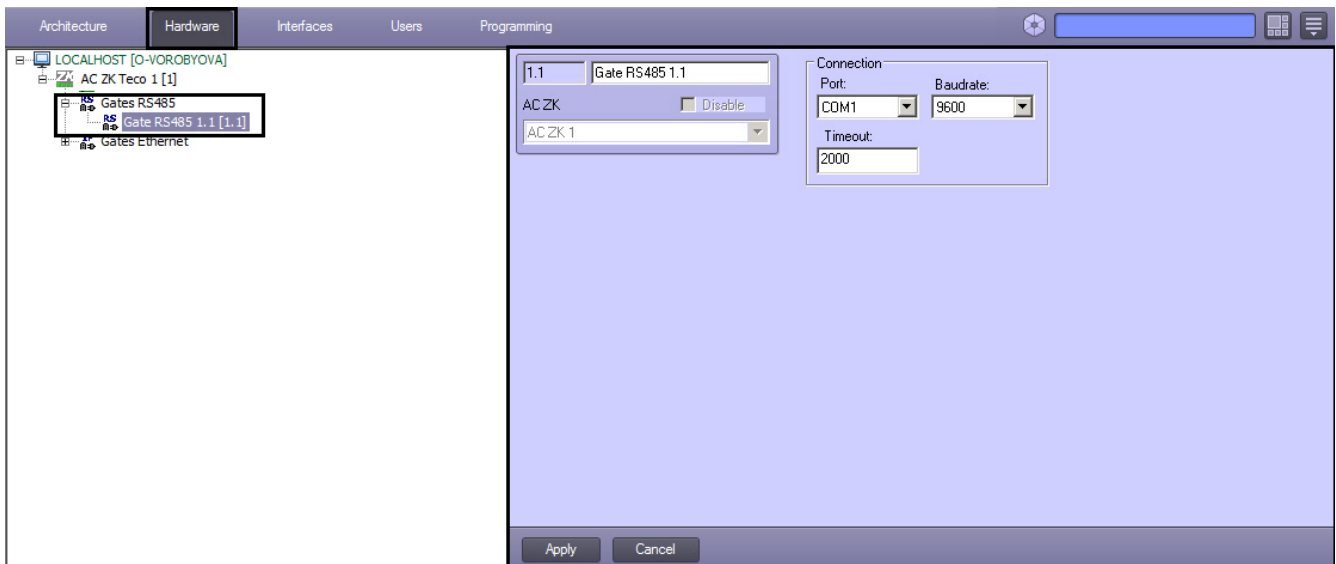 Architecture Hardware Interfaces Users Programming
LOCALHOST [O-VOROBYOVA]
AC ZK Teco 1 [1]
Gates RS485
Gate RS485 1.1 [1.1]
Gates Ethernet
1.1 Gate RS485 1.1
AC ZK Disable
AC ZK 1
Connection
Port: Baudrate:
COM1 9600
Timeout:
2000
Apply Cancel